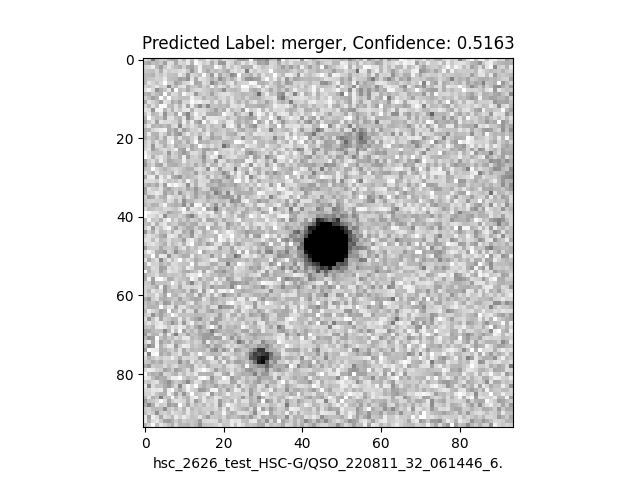 Predicted Label: merger, Confidence: 0.5163
0
20
40
60
80
0 20 40 60 80
hsc_2626_test_HSC-G/QSO_220811_32_061446_6.